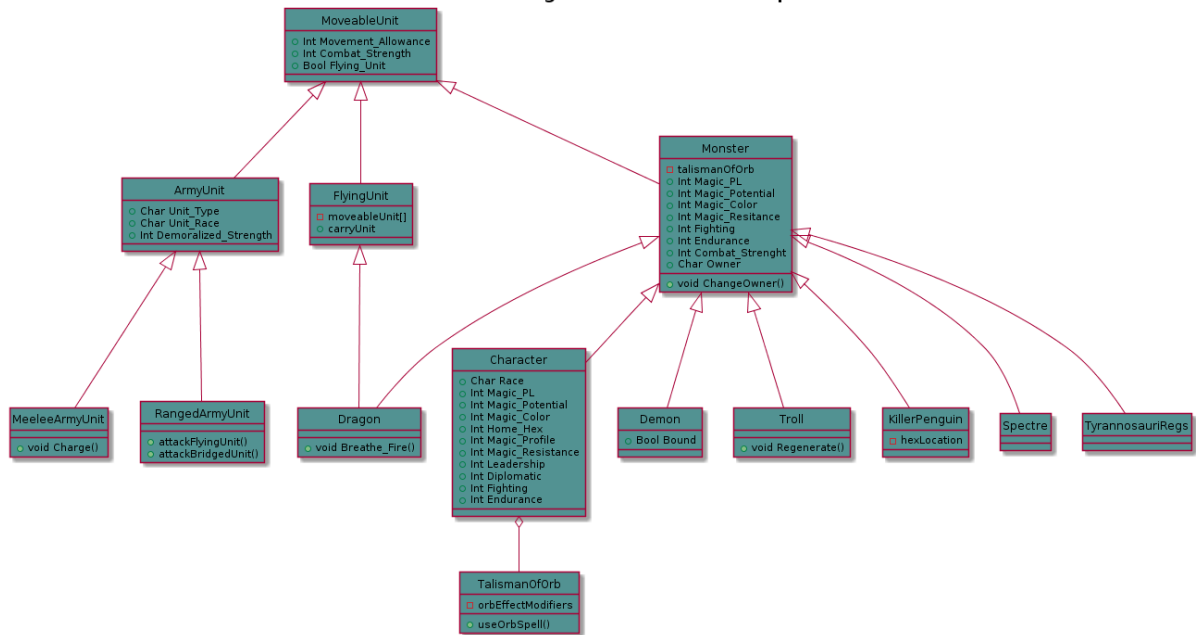 MoveableUnit
Int Movement_Allowance
Int Combat_Strength
Bool Flying_Unit
Monster
talismanOfOrb
Int Magic_PL
Int Magic_Potential
Int Magic_Color
Int Magic_Resitance
Int Fighting
Int Endurance
Int Combat_Strenght
Char Owner
void ChangeOwner()
ArmyUnit
Char Unit_Type
Char Unit_Race
Int Demoralized_Strength
FlyingUnit
moveableUnit[]
carryUnit
Character
Char Race
Int Magic_PL
Int Magic_Potential
Int Magic_Color
Int Home_Hex
Int Magic_Profile
Int Magic_Resistance
Int Leadership
Int Diplomatic
Int Fighting
Int Endurance
MeeleeArmyUnit
void Charge()
RangedArmyUnit
attackFlyingUnit()
attackBridgedUnit()
Dragon
void Breathe_Fire()
Demon
Bool Bound
Troll
void Regenerate()
KillerPenguin
hexLocation
Spectre
TyrannosauriRegs
TalismanOfOrb
orbEffectModifiers
useOrbSpell()